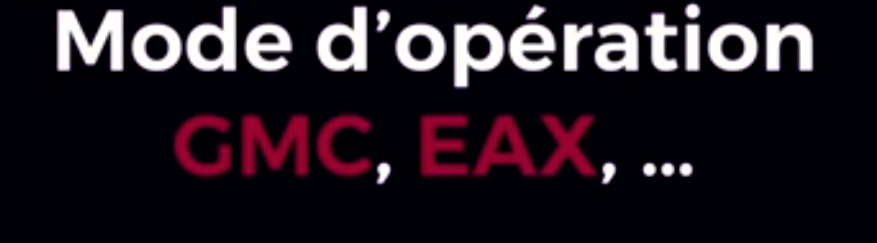 Mode d’opération
GMC, EAX, ...